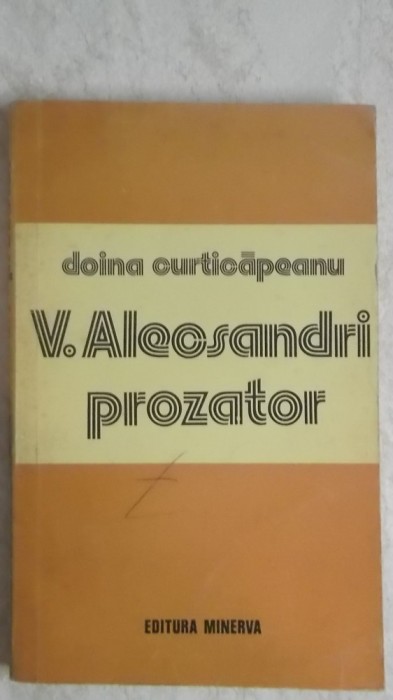 doina curticăpeanu
V. Alecsandri
prozator
EDITURA MINERVA